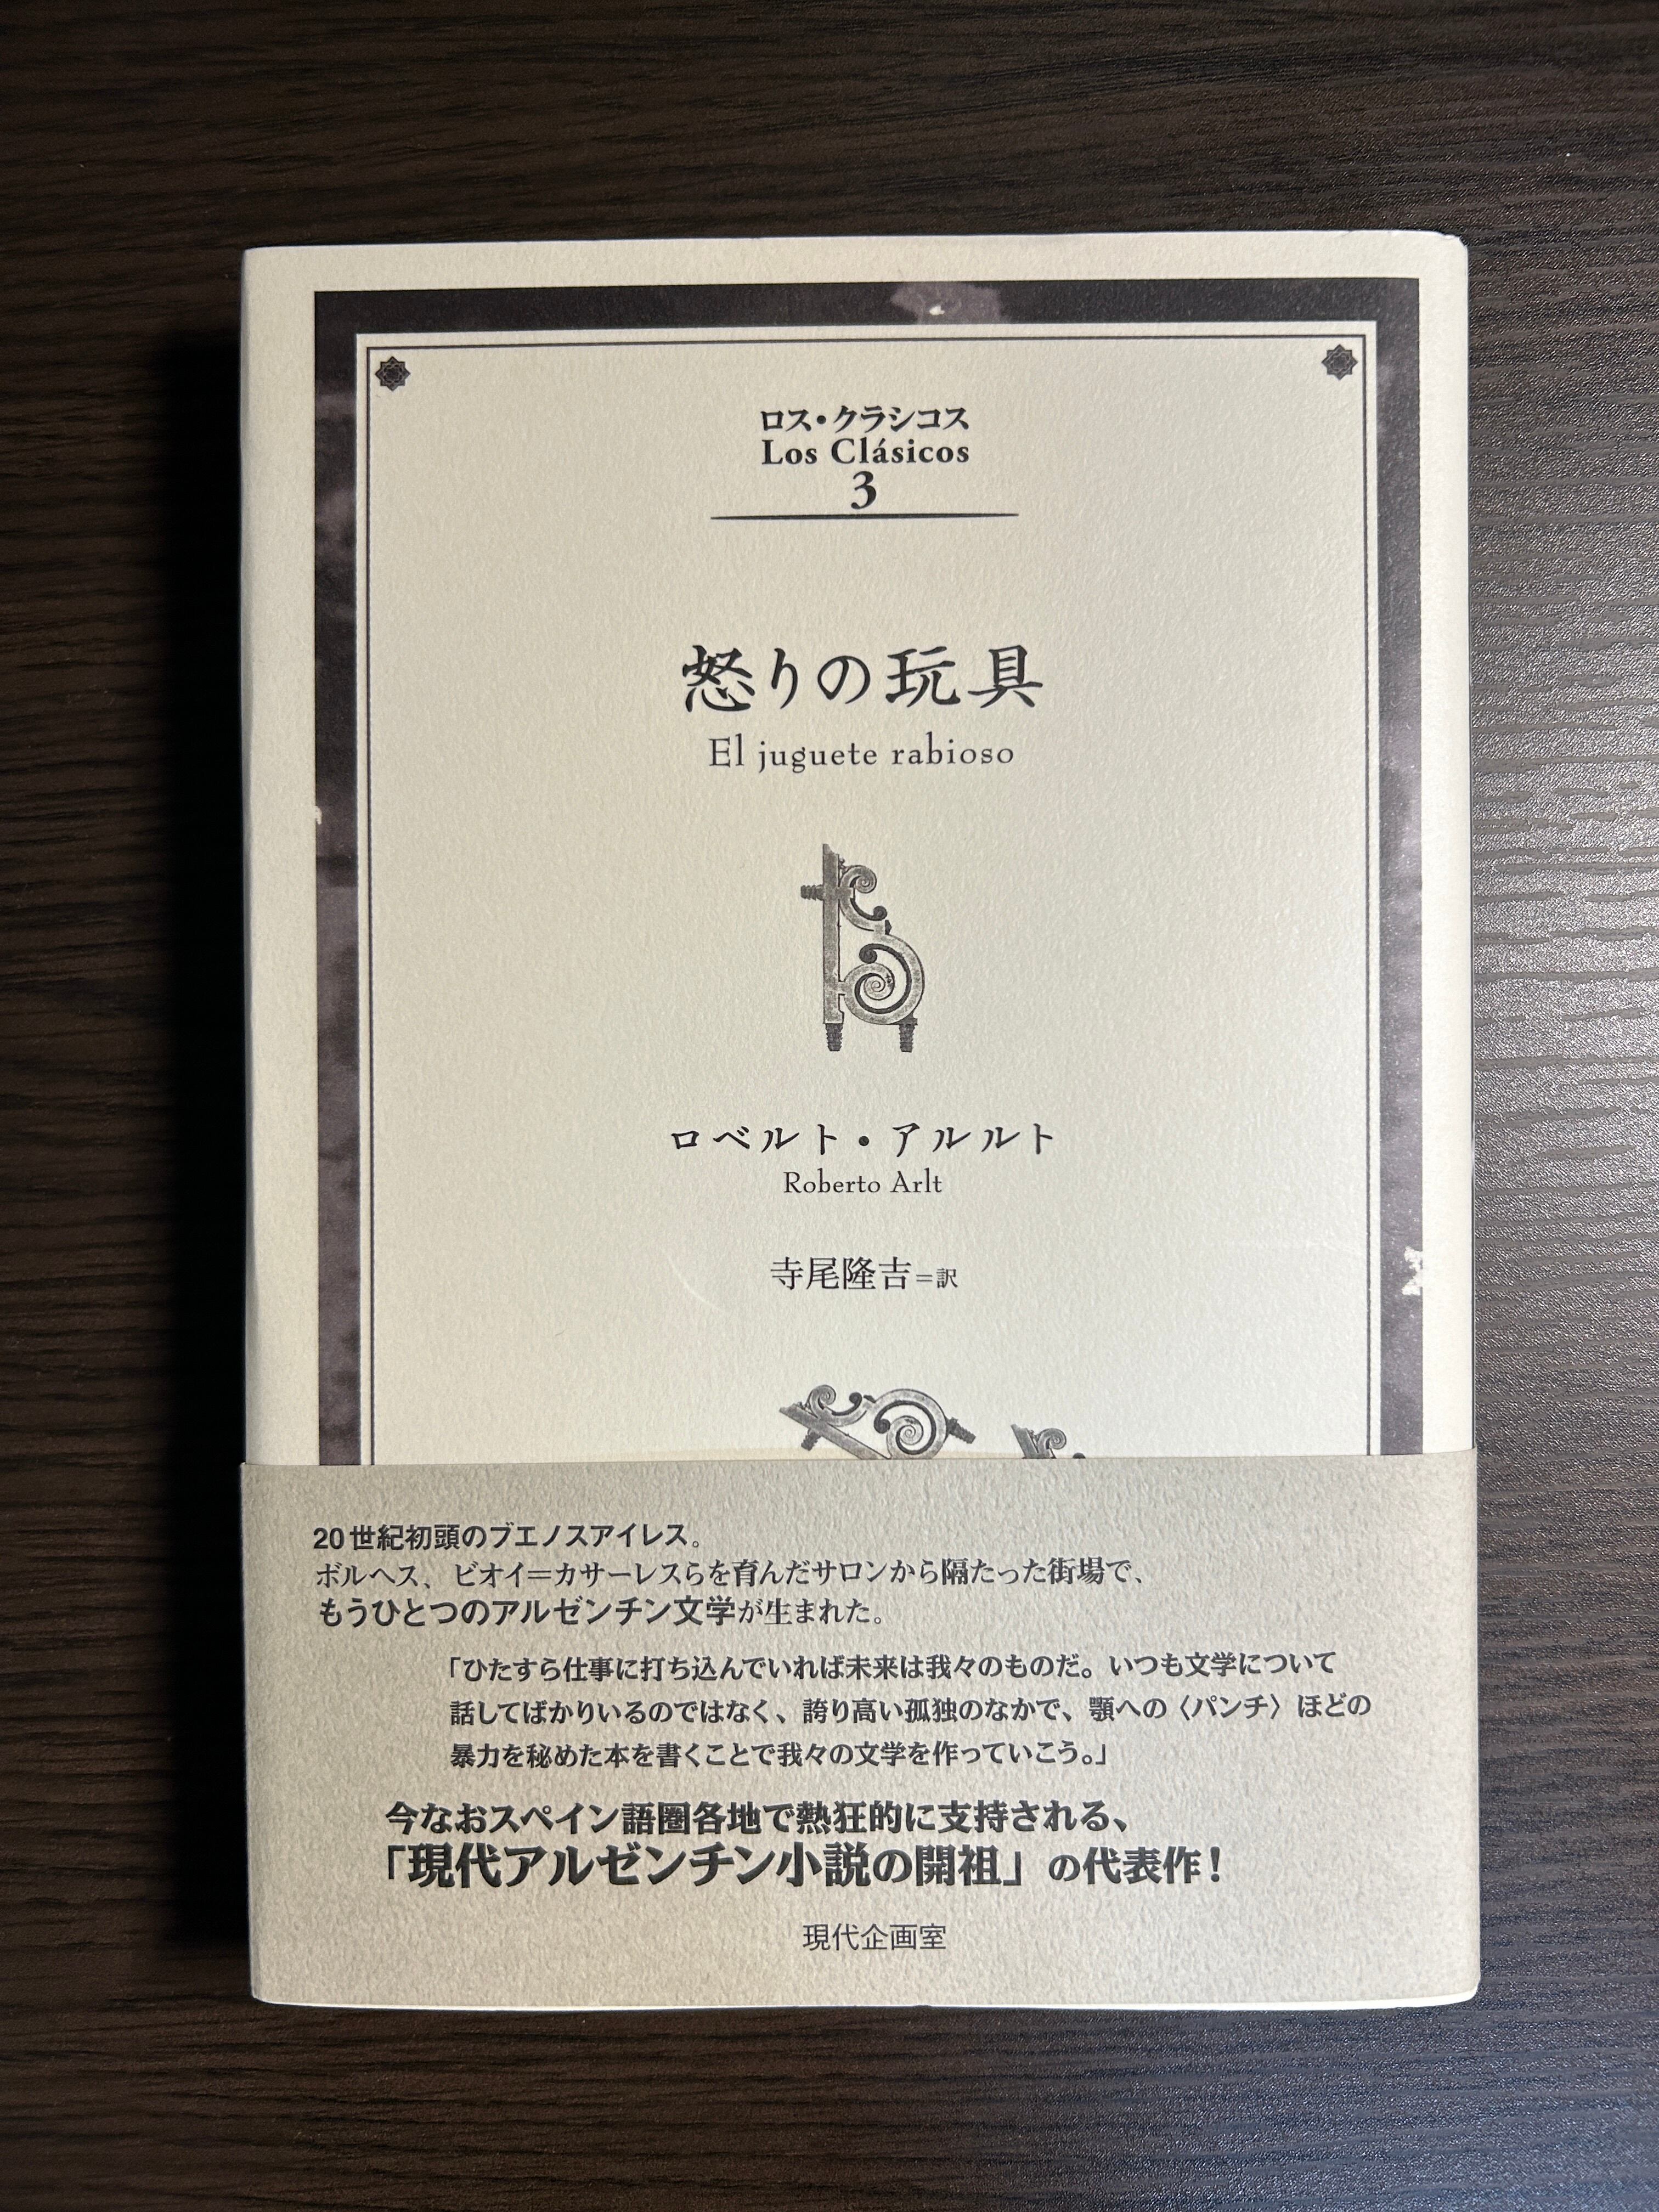 ロス・クラシコス
Los Clásicos
3
怒りの玩具
El juguete rabioso
ロベルト・アルルト
Roberto Arlt
寺尾隆吉=訳
20世紀初頭のブエノスアイレス。
ボルヘス、ビオイ=カサーレスらを育んだサロンから隔たった街場で、
もうひとつのアルゼンチン文学が生まれた。
「ひたすら仕事に打ち込んでいれば未来は我々のものだ。いつも文学について
話してばかりいるのではなく、誇り高い孤独のなかで、顎への〈パンチ〉ほどの
暴力を秘めた本を書くことで我々の文学を作っていこう。」
今なおスペイン語圏各地で熱狂的に支持される、
「現代アルゼンチン小説の開祖」の代表作！
現代企画室